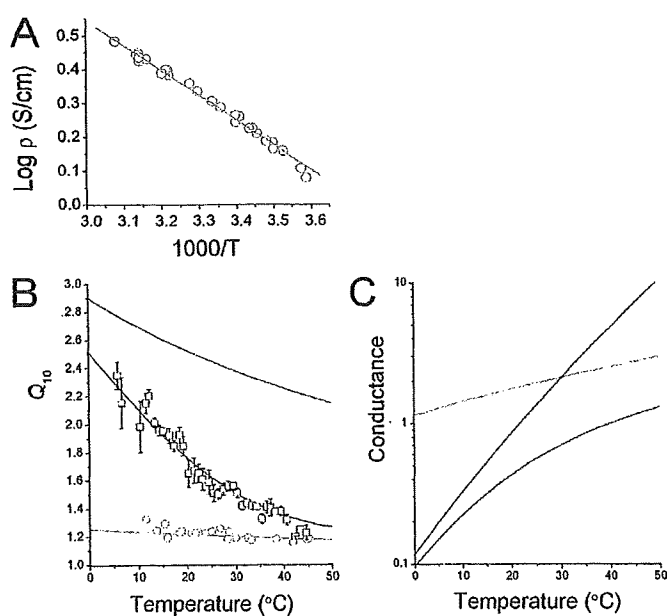 A
Log ρ (S/cm)
0.5
0.4
0.3
0.2
0.1
0.0
3.0 3.1 3.2 3.3 3.4 3.5 3.6
1000/T
B
Q10
3.0
2.8
2.6
2.4
2.2
2.0
1.8
1.6
1.4
1.2
1.0
0 10 20 30 40 50
Temperature (°C)
C
Conductance
10
1
0.1
0 10 20 30 40 50
Temperature (°C)